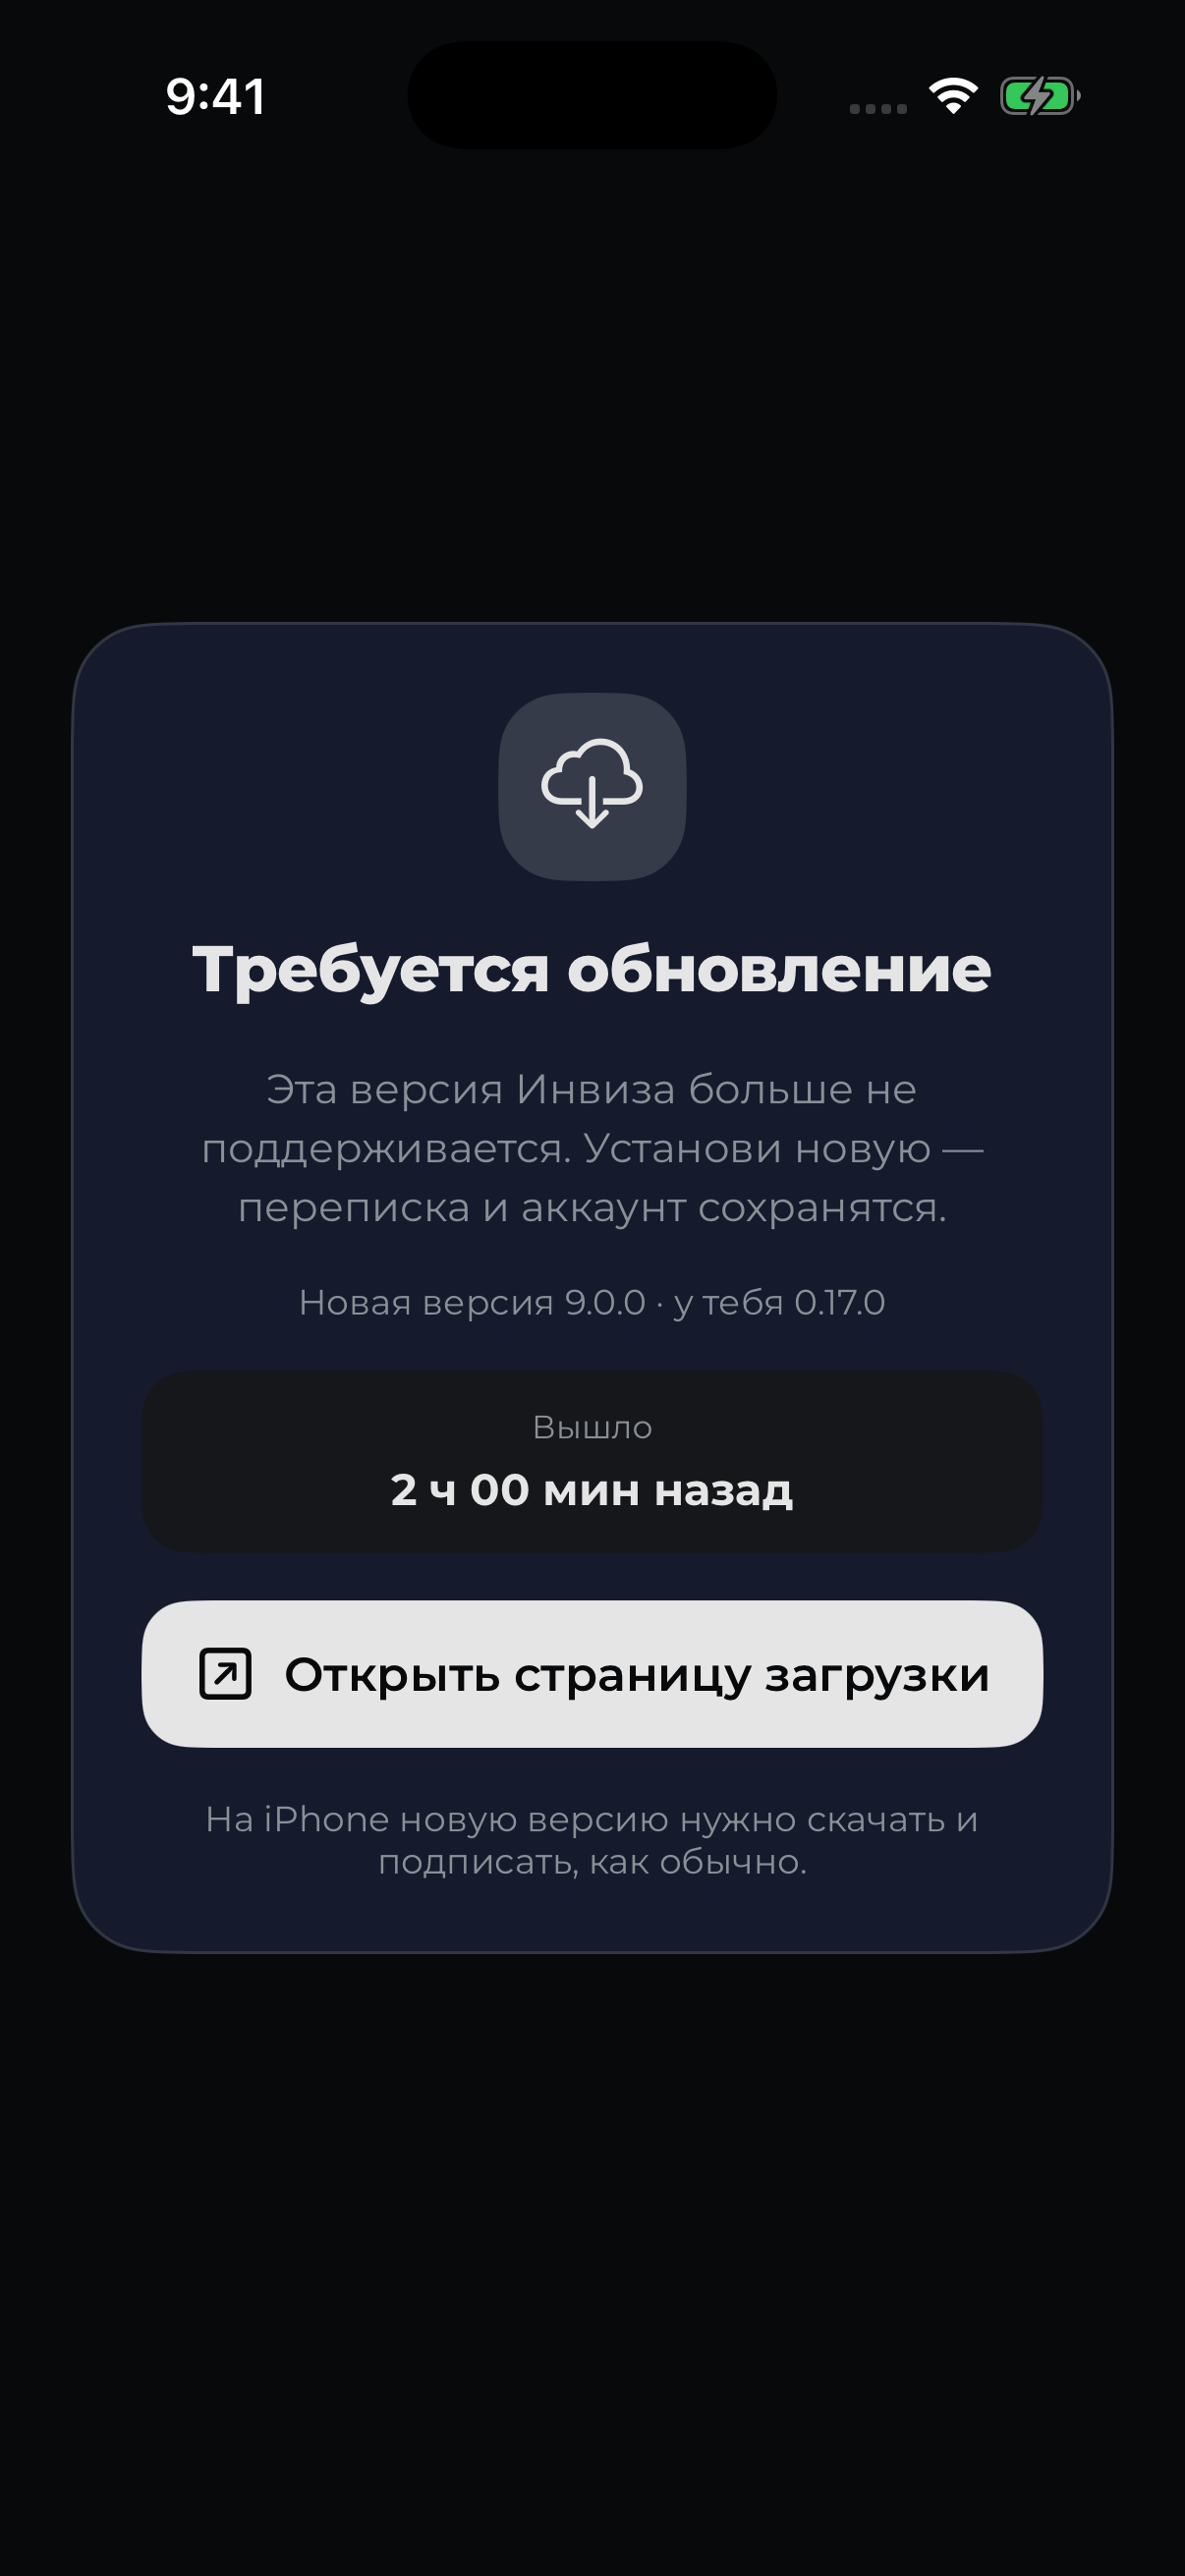 9:41
Требуется обновление
Эта версия Инвиза больше не
поддерживается. Установи новую —
переписка и аккаунт сохранятся.
Новая версия 9.0.0 · у тебя 0.17.0
Вышло
2 ч 00 мин назад
Открыть страницу загрузки
На iPhone новую версию нужно скачать и
подписать, как обычно.